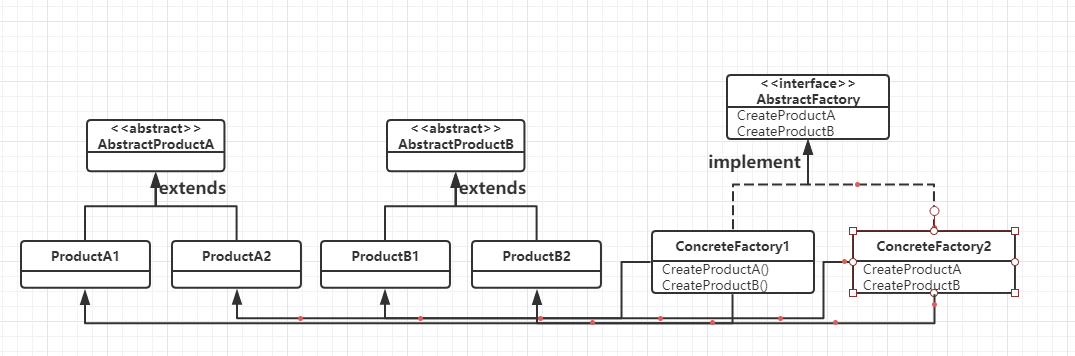 <<interface>>
AbstractFactory
CreateProductA
CreateProductB
<<abstract>>
AbstractProductA
<<abstract>>
AbstractProductB
implement
extends
extends
ProductA1
ProductA2
ProductB1
ProductB2
ConcreteFactory1
CreateProductA()
CreateProductB()
ConcreteFactory2
CreateProductA
CreateProductB